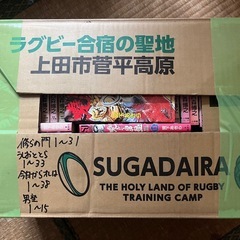 ラグビー合宿の聖地
上田市菅平高原
修らの門 1〜31
うしおととら
1〜33
今日から俺は
1〜38
男塾
1〜15
SUGADAIRA
THE HOLY LAND OF RUGBY
TRAINING CAMP